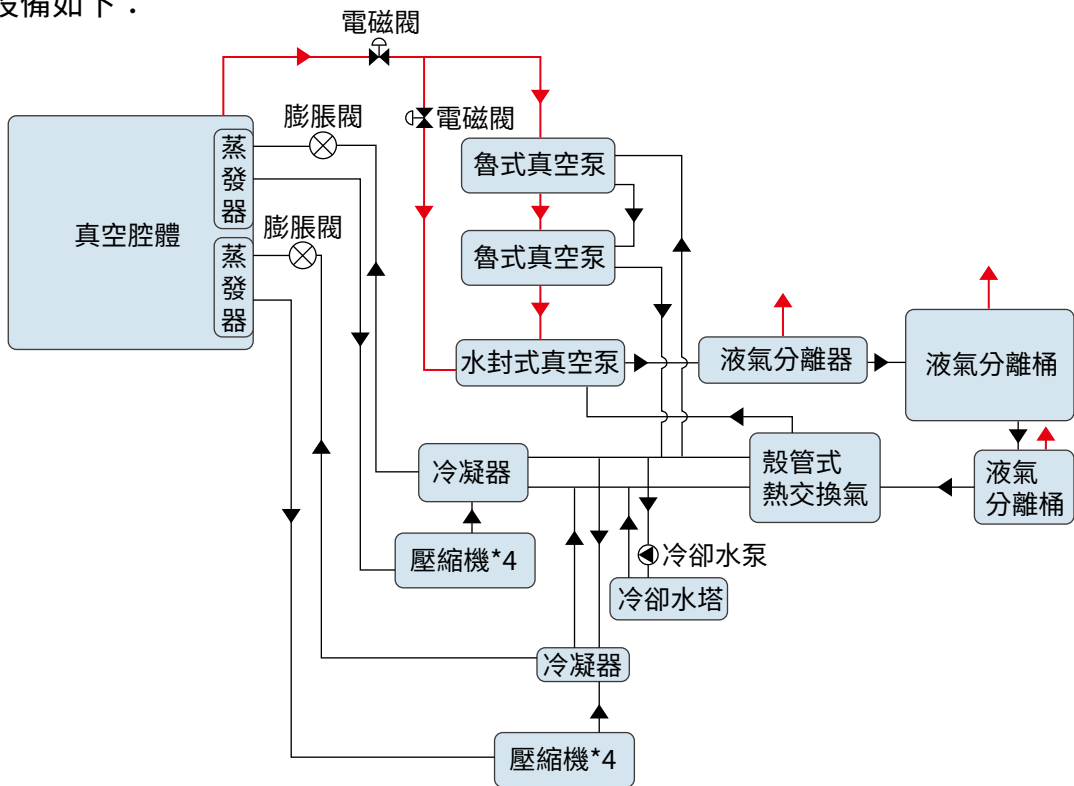 設備如下：
電磁閥
膨脹閥
電磁閥
蒸
發
器
魯式真空泵
真空腔體
膨脹閥
蒸
發
器
魯式真空泵
水封式真空泵
液氣分離器
液氣分離桶
冷凝器
殼管式
熱交換氣
液氣
分離桶
壓縮機*4
冷卻水泵
冷卻水塔
冷凝器
壓縮機*4